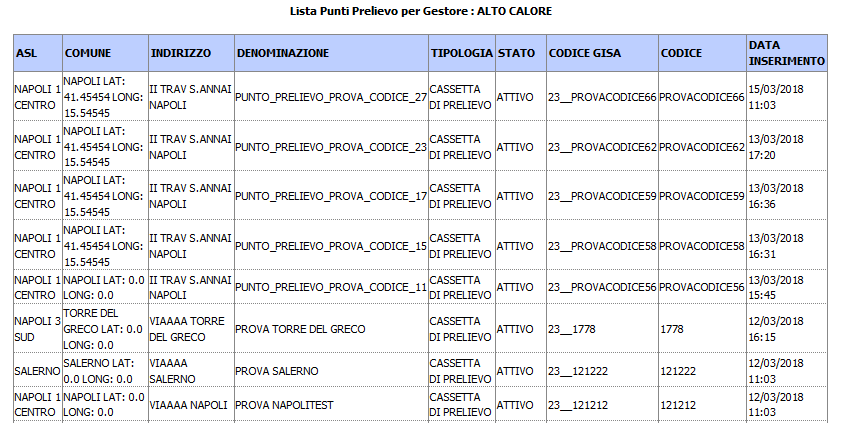 Lista Punti Prelievo per Gestore : ALTO CALORE
ASL COMUNE INDIRIZZO DENOMINAZIONE TIPOLOGIA STATO CODICE GISA CODICE DATA INSERIMENTO
NAPOLI 1 CENTRO NAPOLI LAT: 41.45454 LONG: 15.54545 II TRAV S.ANNAI NAPOLI PUNTO_PRELIEVO_PROVA_CODICE_27 CASSETTA DI PRELIEVO ATTIVO 23__PROVACODICE66 PROVACODICE66 15/03/2018 11:03
NAPOLI 1 CENTRO NAPOLI LAT: 41.45454 LONG: 15.54545 II TRAV S.ANNAI NAPOLI PUNTO_PRELIEVO_PROVA_CODICE_23 CASSETTA DI PRELIEVO ATTIVO 23__PROVACODICE62 PROVACODICE62 13/03/2018 17:20
NAPOLI 1 CENTRO NAPOLI LAT: 41.45454 LONG: 15.54545 II TRAV S.ANNAI NAPOLI PUNTO_PRELIEVO_PROVA_CODICE_17 CASSETTA DI PRELIEVO ATTIVO 23__PROVACODICE59 PROVACODICE59 13/03/2018 16:36
NAPOLI 1 CENTRO NAPOLI LAT: 41.45454 LONG: 15.54545 II TRAV S.ANNAI NAPOLI PUNTO_PRELIEVO_PROVA_CODICE_15 CASSETTA DI PRELIEVO ATTIVO 23__PROVACODICE58 PROVACODICE58 13/03/2018 16:31
NAPOLI 1 CENTRO NAPOLI LAT: 0.0 LONG: 0.0 II TRAV S.ANNAI NAPOLI PUNTO_PRELIEVO_PROVA_CODICE_11 CASSETTA DI PRELIEVO ATTIVO 23__PROVACODICE56 PROVACODICE56 13/03/2018 15:45
NAPOLI 3 SUD TORRE DEL GRECO LAT: 0.0 LONG: 0.0 VIAAAA TORRE DEL GRECO PROVA TORRE DEL GRECO CASSETTA DI PRELIEVO ATTIVO 23__1778 1778 12/03/2018 16:15
SALERNO SALERNO LAT: 0.0 LONG: 0.0 VIAAAA SALERNO PROVA SALERNO CASSETTA DI PRELIEVO ATTIVO 23__121222 121222 12/03/2018 11:03
NAPOLI 1 CENTRO NAPOLI LAT: 0.0 LONG: 0.0 VIAAAA NAPOLI PROVA NAPOLITEST CASSETTA DI PRELIEVO ATTIVO 23__121212 121212 12/03/2018 11:03